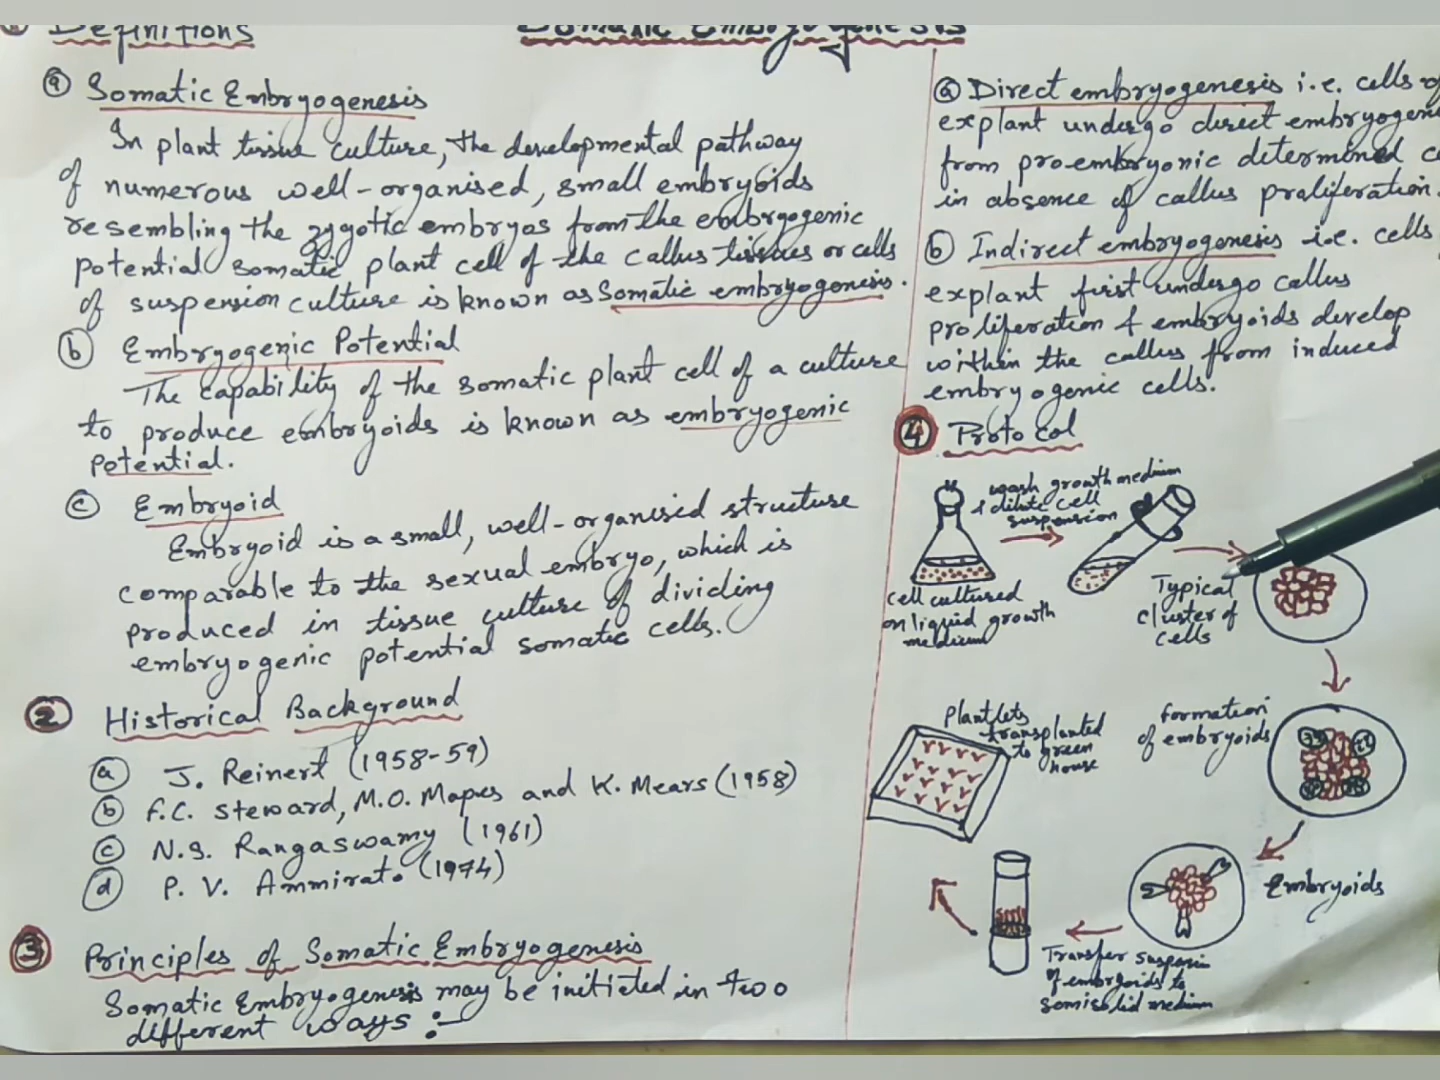 Definitions
Somatic Embryogenesis
a Somatic Embryogenesis
In plant tissue culture, the developmental pathway
of numerous well-organised, small embryoids
resembling the zygotic embryos from the embryogenic
potential somatic plant cell of the callus tissues or cells
of suspension culture is known as Somatic embryogenesis.
b Embryogenic Potential
The capability of the somatic plant cell of a culture
to produce embryoids is known as embryogenic
potential.
c Embryoid
Embryoid is a small, well-organised structure
comparable to the sexual embryo, which is
produced in tissue culture of dividing
embryogenic potential somatic cells.
2 Historical Background
a J. Reinert (1958-59)
b F.C. Steward, M.O. Mapes and K. Mears (1958)
c N.S. Rangaswamy (1961)
d P. V. Ammirato (1974)
3 Principles of Somatic Embryogenesis
Somatic Embryogenesis may be initiated in two
different ways :-
a Direct embryogenesis i.e. cells of
explant undergo direct embryogene
from pro-embryonic determined ce
in absence of callus proliferation.
b Indirect embryogenesis i.e. cells
explant first undergo callus
proliferation & embryoids develop
within the callus from induced
embryogenic cells.
4 Protocol
wash growth medium
& dilute cell
suspension
cell cultured
on liquid growth
medium
Typical
cluster of
cells
formation
of embryoids
Embryoids
Transfer suspensin
of embryoids to
semisolid medium
Plantlets
transplanted
to green
house